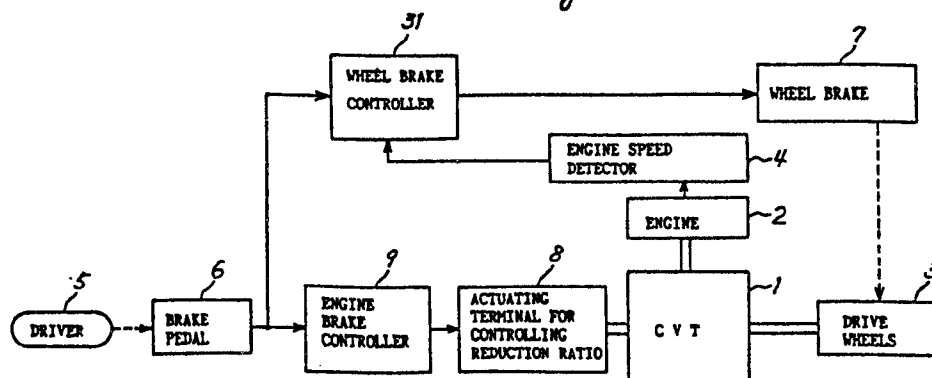 31
7
WHEEL BRAKE
CONTROLLER
WHEEL BRAKE
ENGINE SPEED
DETECTOR
4
ENGINE
2
5
6
9
8
1
3
DRIVER
BRAKE
PEDAL
ENGINE
BRAKE
CONTROLLER
ACTUATING
TERMINAL FOR
CONTROLLING
REDUCTION RATIO
C V T
DRIVE
WHEELS